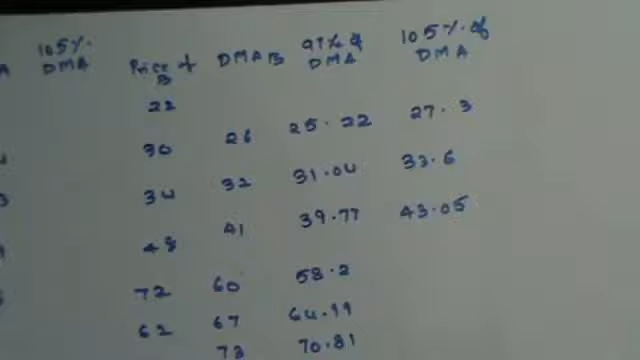 105% DMA Price of B DMA B 97% of DMA 105% of DMA
22
30 26 25.22 27.3
34 32 31.04 33.6
48 41 39.77 43.05
72 60 58.2
62 67 64.99
73 70.81